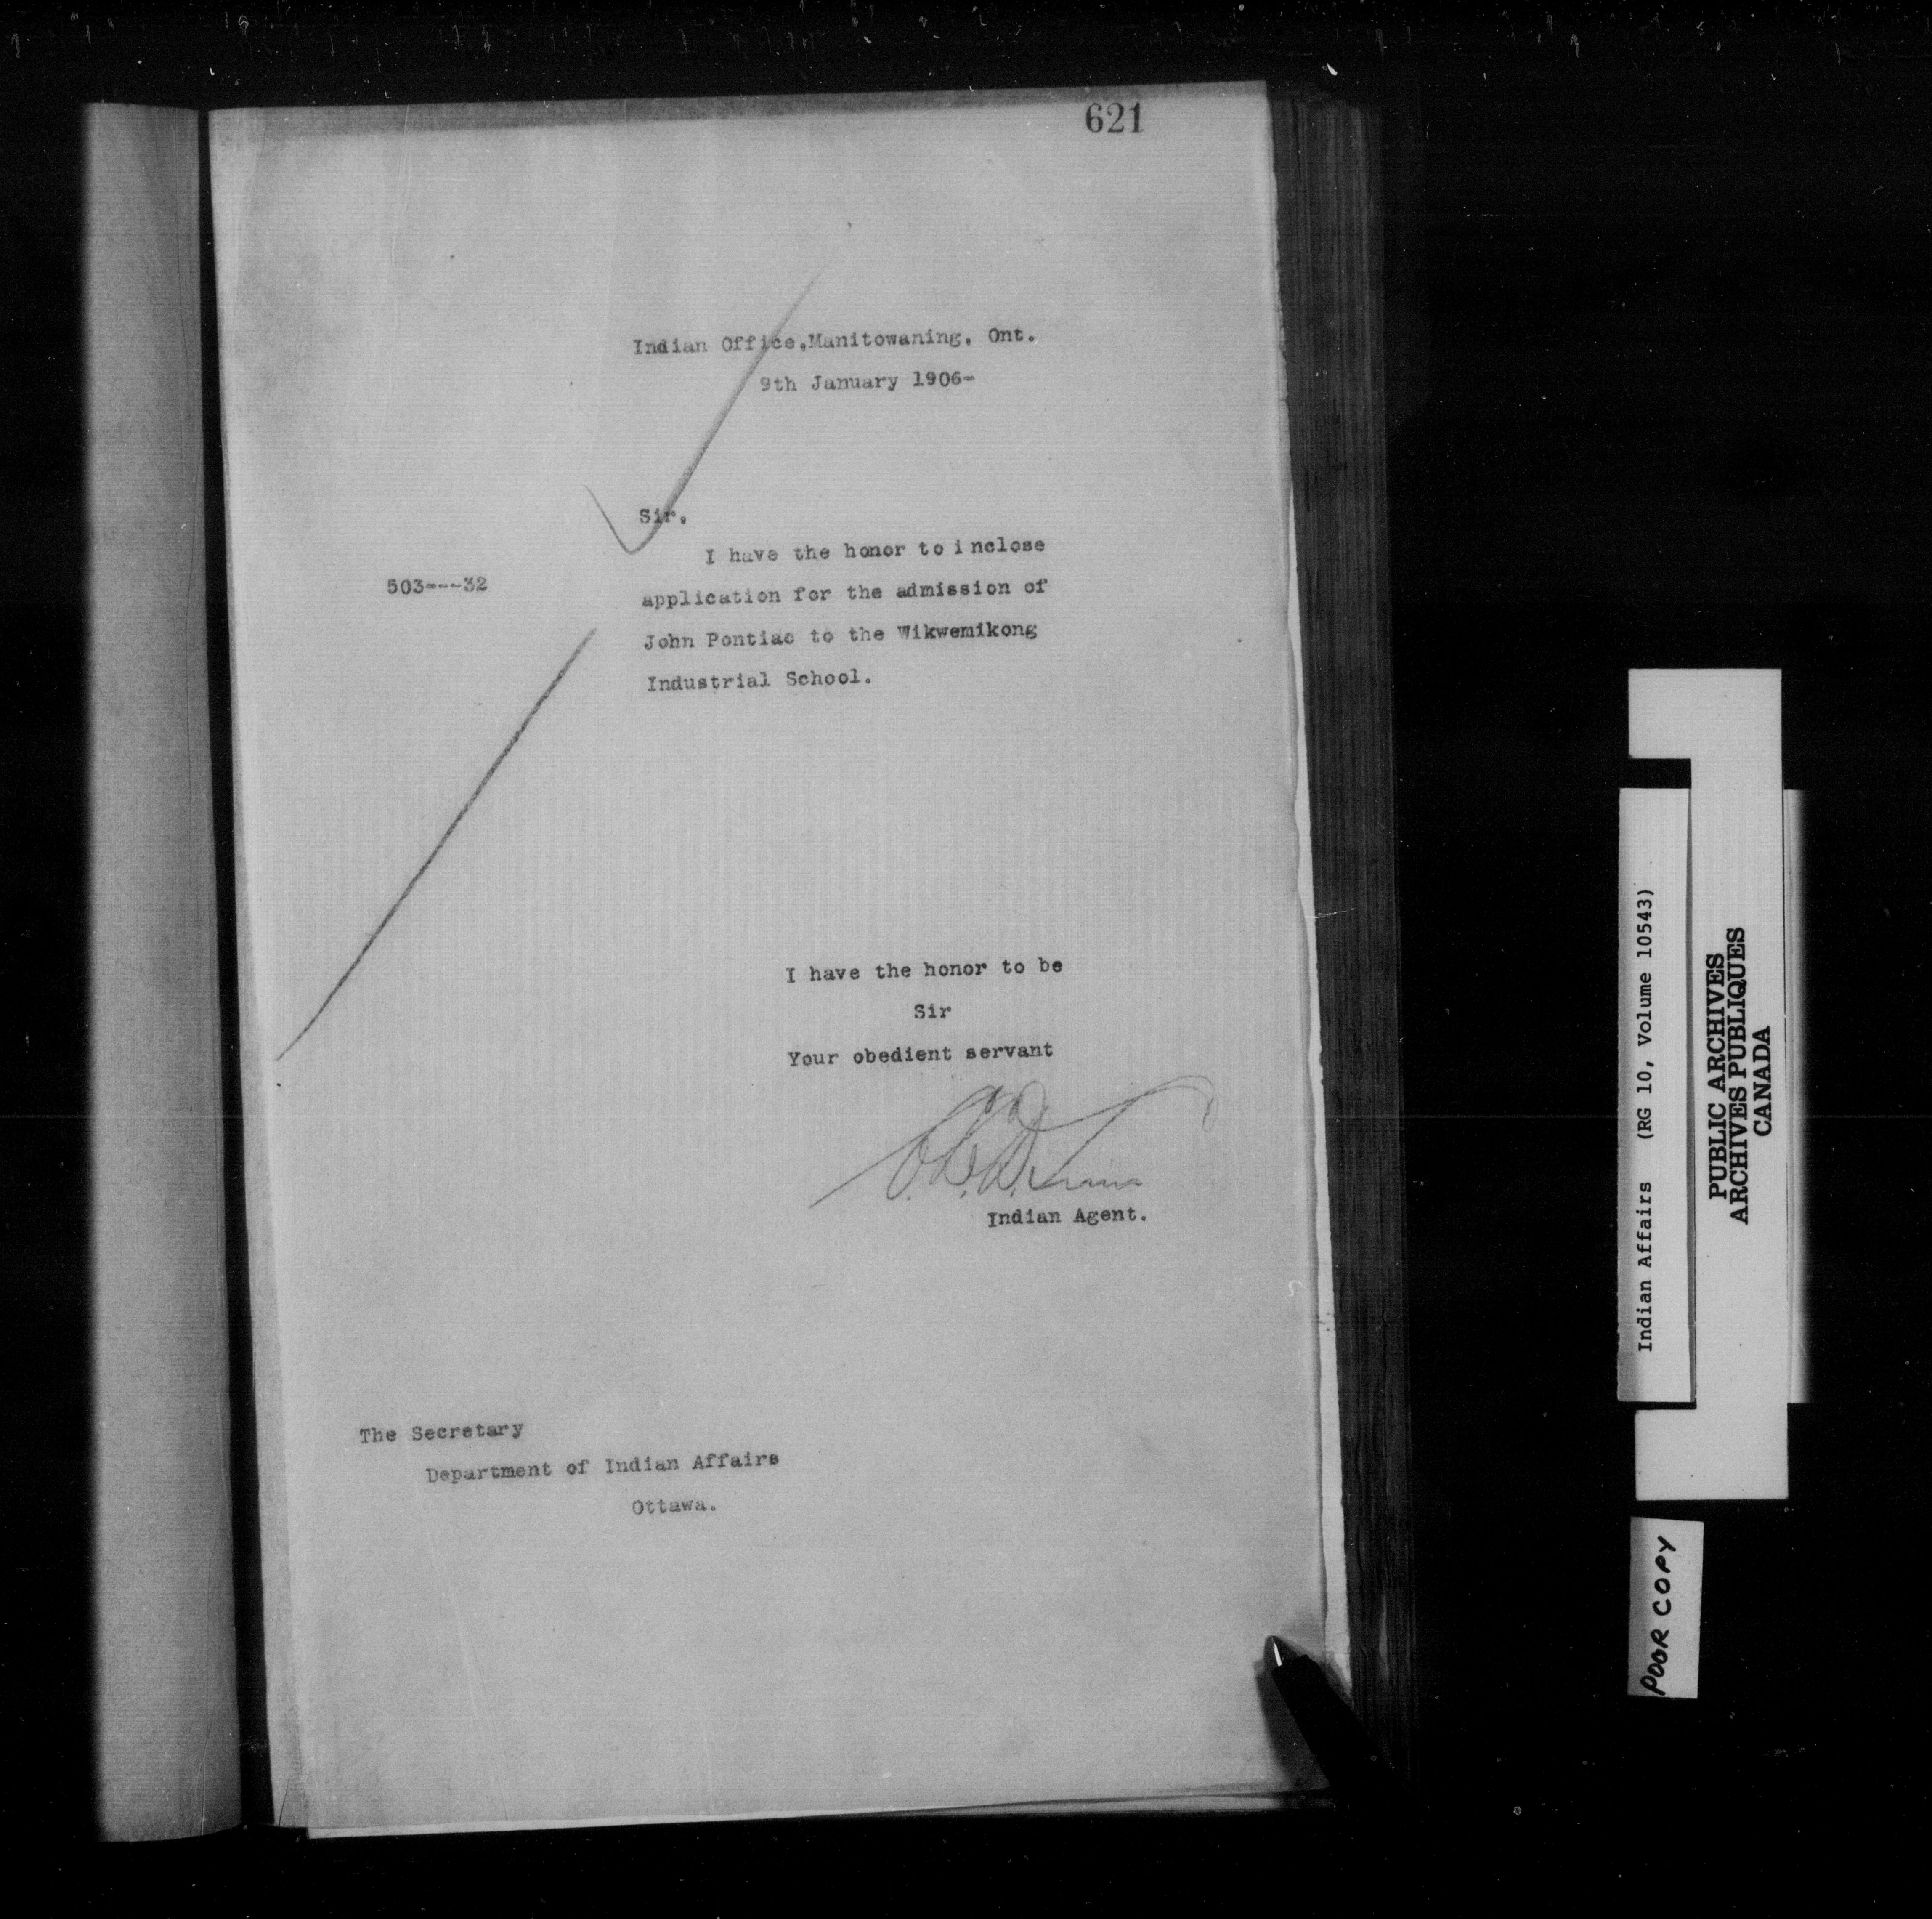 621
Indian Office,Manitowaning. Ont.
9th January 1906-
Sir.
I have the honor to inclose
503---32
application for the admission of
John Pontiac to the Wikwemikong
Industrial School.
I have the honor to be
Sir
Your obedient servant
Indian Agent.
The Secretary
Department of Indian Affairs
Ottawa.
Indian Affairs (RG 10, Volume 10543)
PUBLIC ARCHIVES
ARCHIVES PUBLIQUES
CANADA
POOR COPY